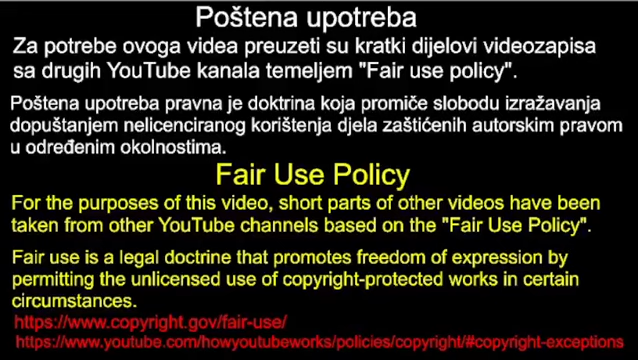 Poštena upotreba
Za potrebe ovoga videa preuzeti su kratki dijelovi videozapisa
sa drugih YouTube kanala temeljem "Fair use policy".
Poštena upotreba pravna je doktrina koja promiče slobodu izražavanja
dopuštanjem nelicenciranog korištenja djela zaštićenih autorskim pravom
u određenim okolnostima.
Fair Use Policy
For the purposes of this video, short parts of other videos have been
taken from other YouTube channels based on the "Fair Use Policy".
Fair use is a legal doctrine that promotes freedom of expression by
permitting the unlicensed use of copyright-protected works in certain
circumstances.
https://www.copyright.gov/fair-use/
https://www.youtube.com/howyoutubeworks/policies/copyright/#copyright-exceptions